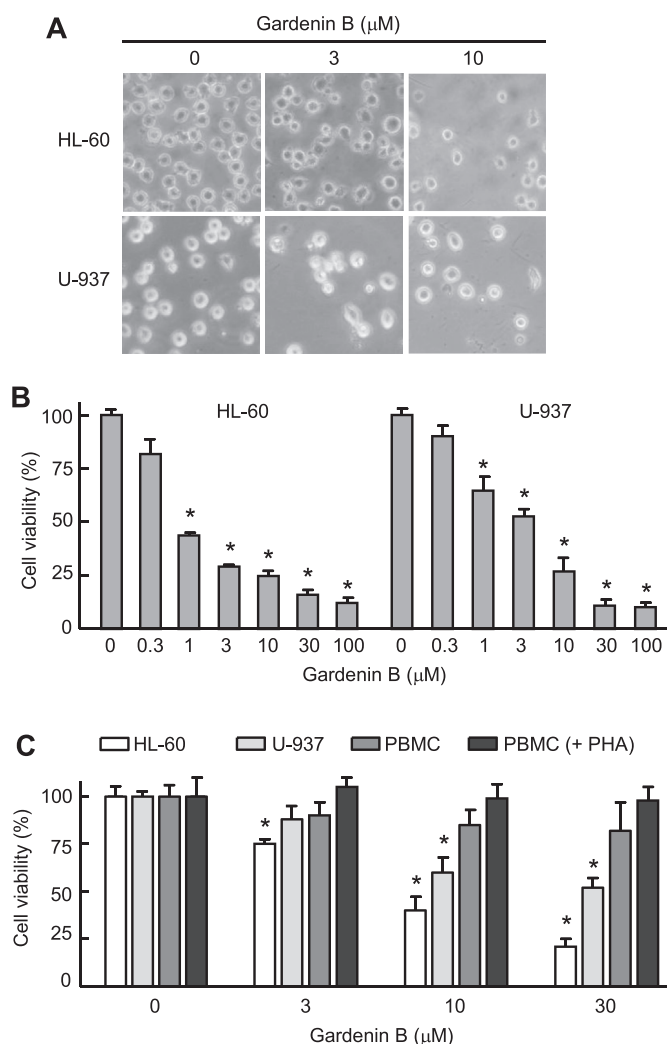 A
Gardenin B (μM)
0 3 10
HL-60
U-937
B
HL-60 U-937
Cell viability (%)
100
75
50
25
0
* * * * *
* * * * *
0 0.3 1 3 10 30 100 0 0.3 1 3 10 30 100
Gardenin B (μM)
C
HL-60 U-937 PBMC PBMC (+ PHA)
Cell viability (%)
100
75
50
25
0
* * * * *
0 3 10 30
Gardenin B (μM)